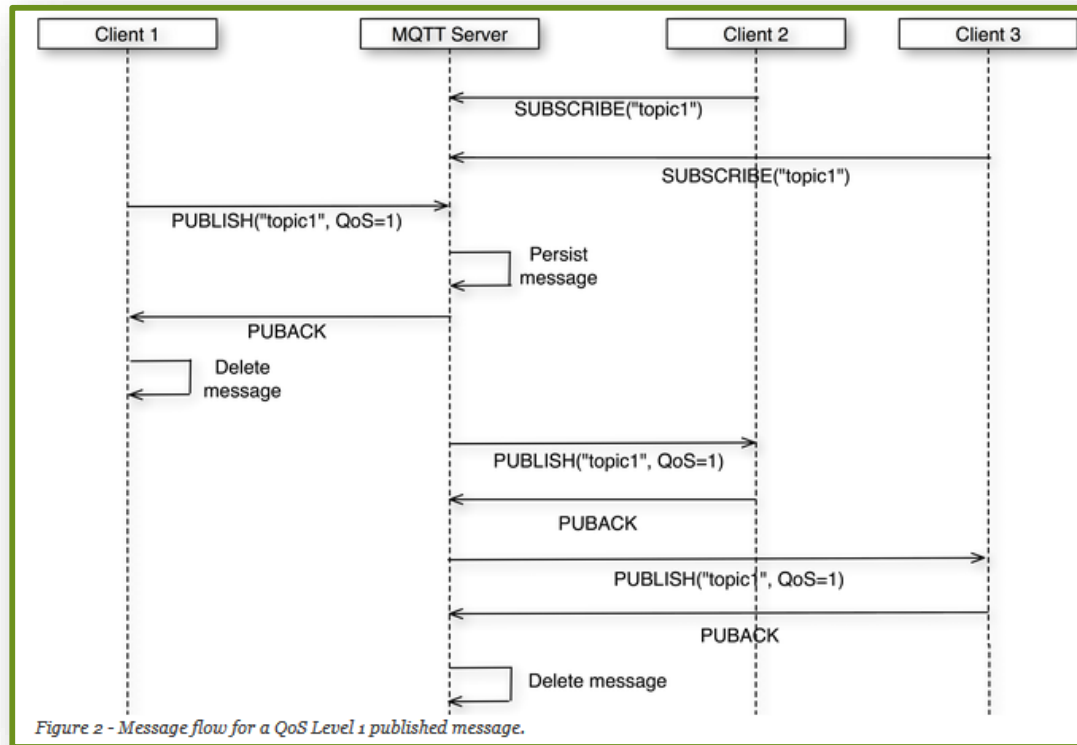 Client 1
MQTT Server
Client 2
Client 3
SUBSCRIBE("topic1")
SUBSCRIBE("topic1")
PUBLISH("topic1", QoS=1)
Persist
message
PUBACK
Delete
message
PUBLISH("topic1", QoS=1)
PUBACK
PUBLISH("topic1", QoS=1)
PUBACK
Delete message
Figure 2 - Message flow for a QoS Level 1 published message.